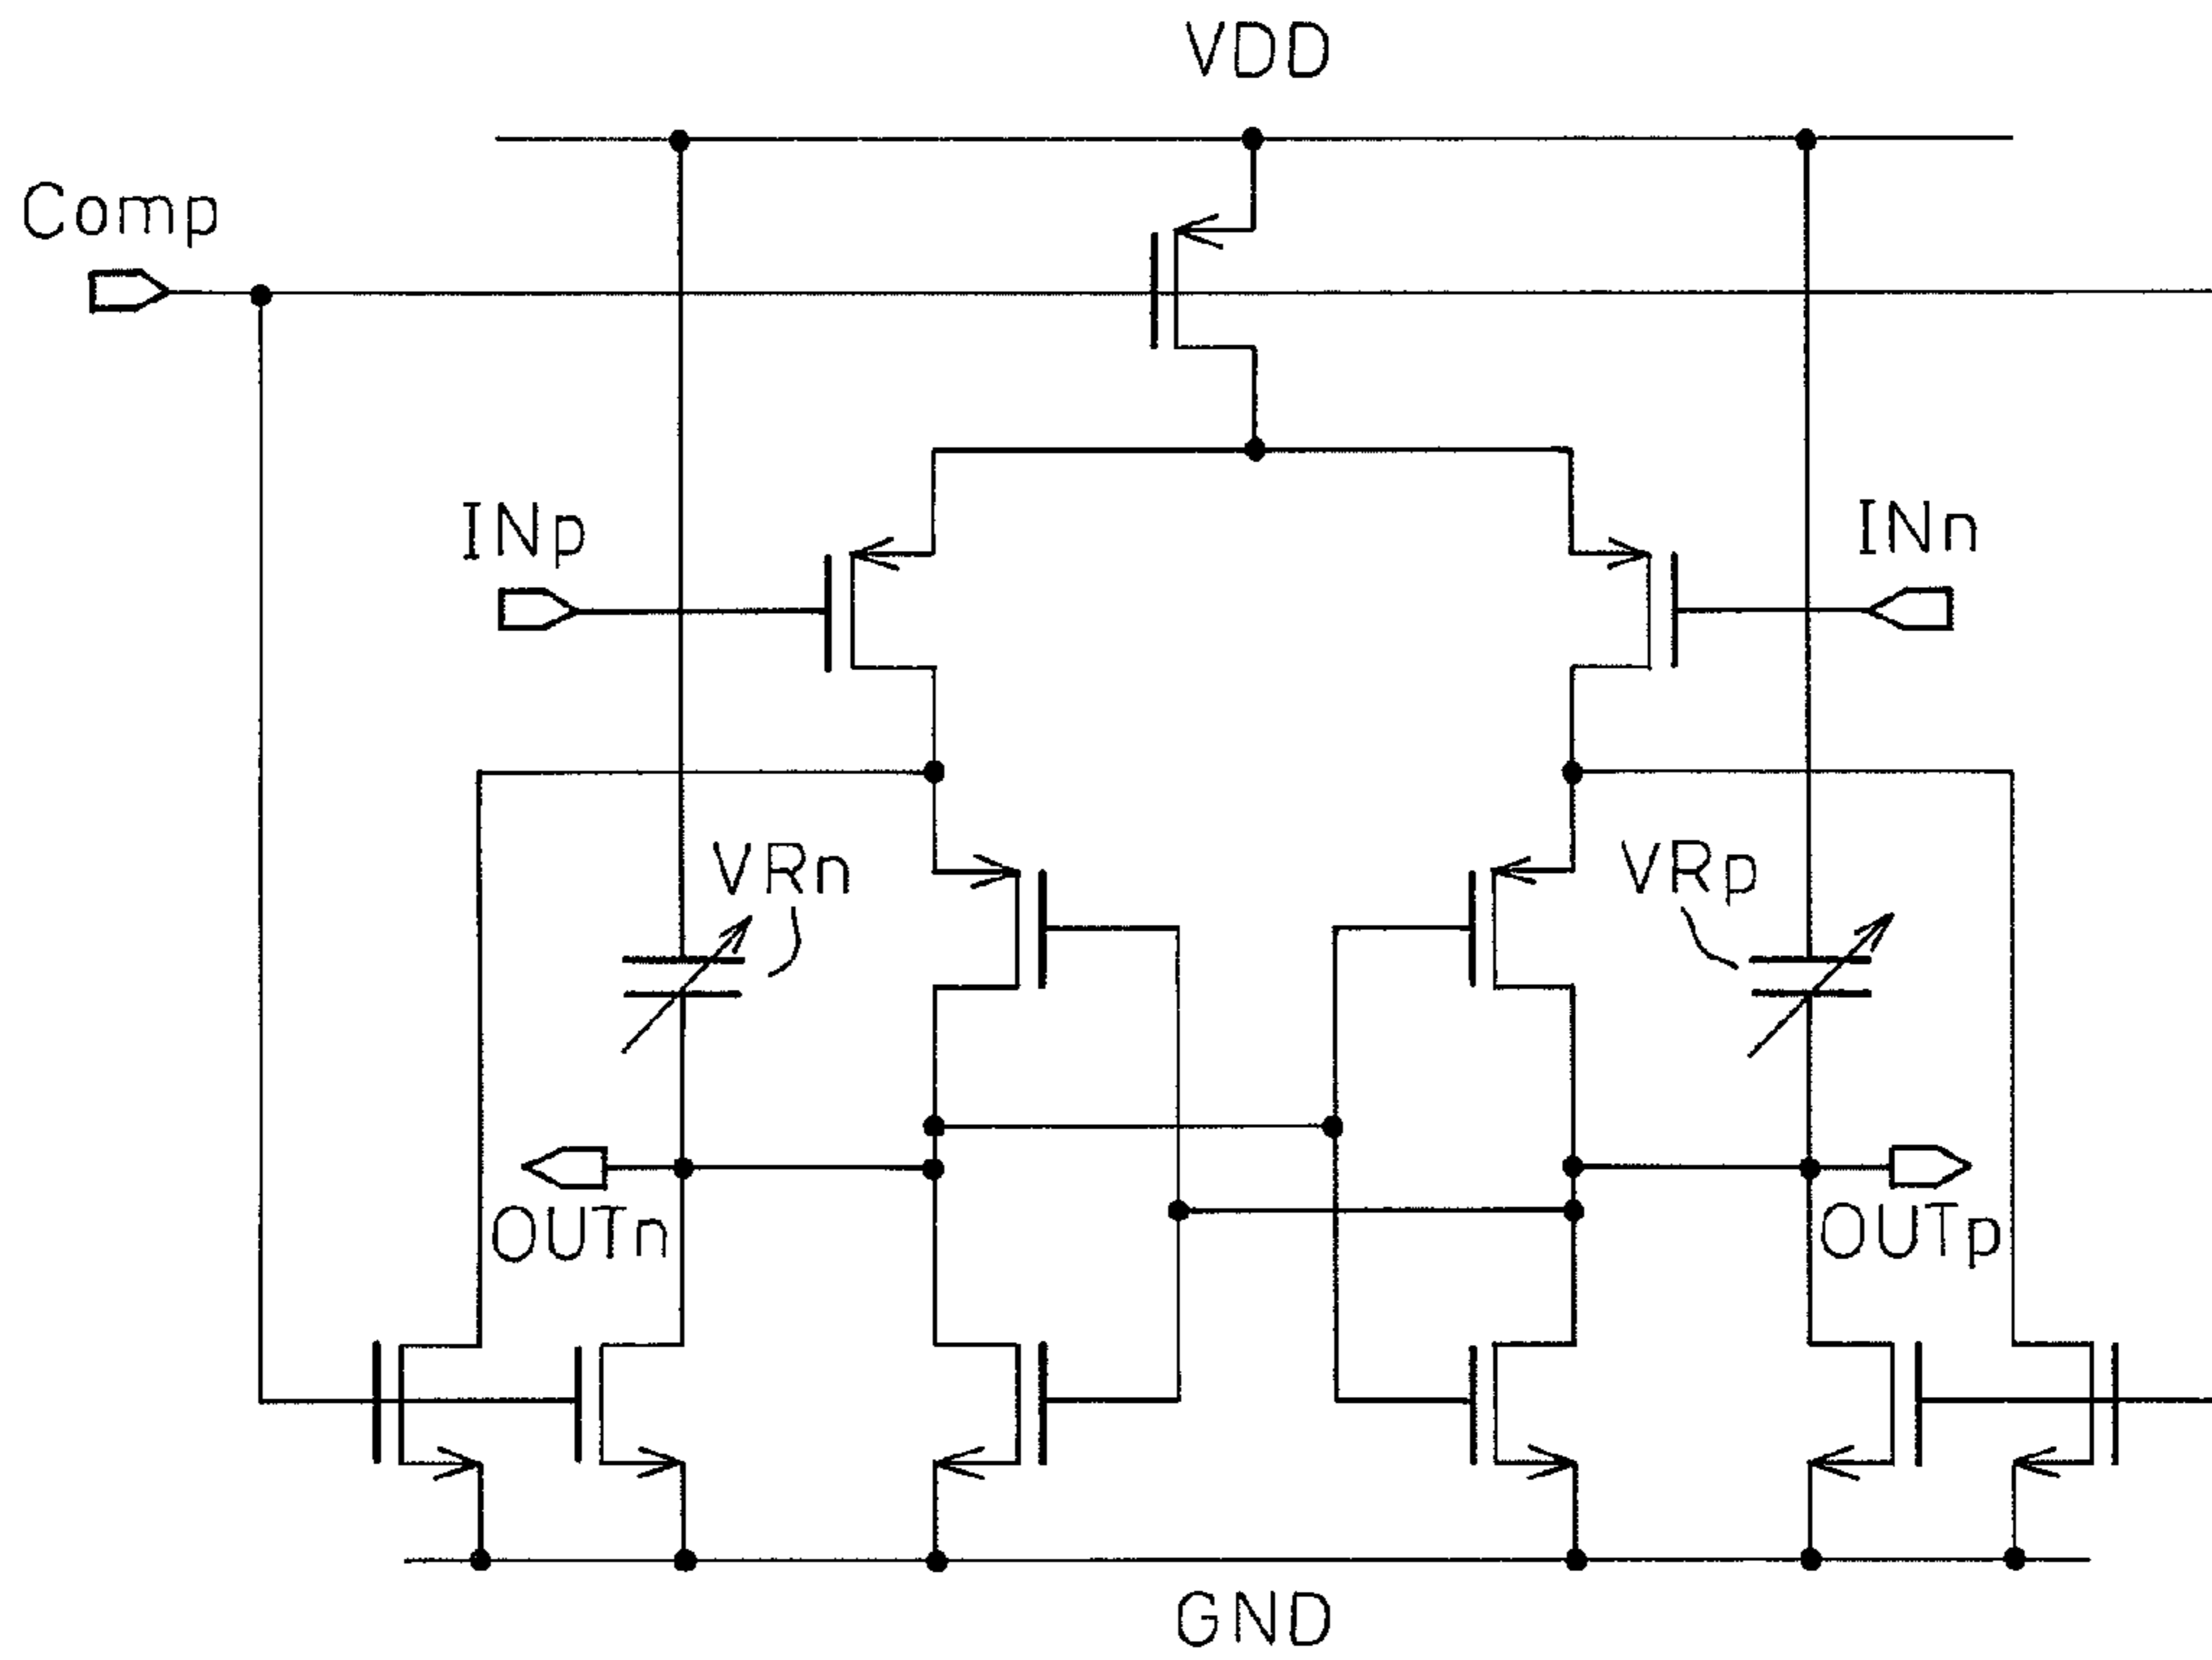 VDD
Comp
INp
INn
VRn
VRp
OUTn
OUTp
GND